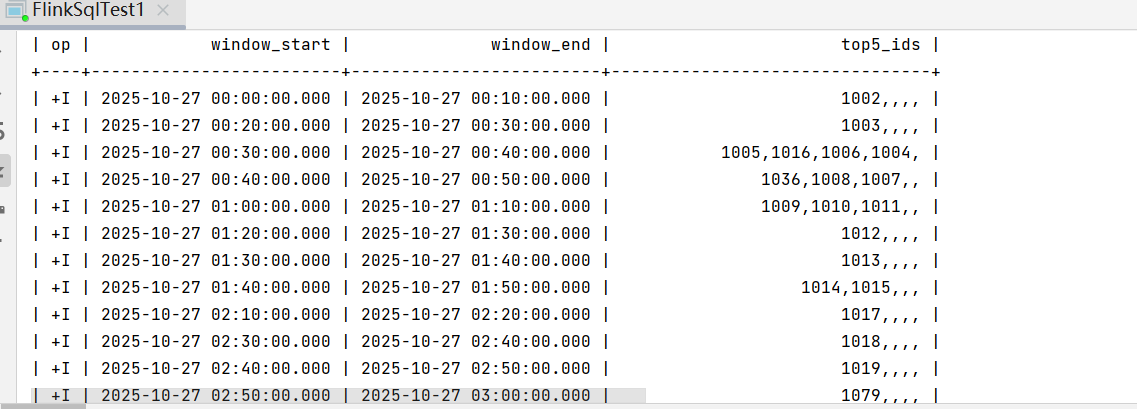 FlinkSqlTest1
| op | window_start | window_end | top5_ids |
+----+-------------------------+-------------------------+--------------------------------+
| +I | 2025-10-27 00:00:00.000 | 2025-10-27 00:10:00.000 | 1002,,,, |
| +I | 2025-10-27 00:20:00.000 | 2025-10-27 00:30:00.000 | 1003,,,, |
| +I | 2025-10-27 00:30:00.000 | 2025-10-27 00:40:00.000 | 1005,1016,1006,1004, |
| +I | 2025-10-27 00:40:00.000 | 2025-10-27 00:50:00.000 | 1036,1008,1007,, |
| +I | 2025-10-27 01:00:00.000 | 2025-10-27 01:10:00.000 | 1009,1010,1011,, |
| +I | 2025-10-27 01:20:00.000 | 2025-10-27 01:30:00.000 | 1012,,,, |
| +I | 2025-10-27 01:30:00.000 | 2025-10-27 01:40:00.000 | 1013,,,, |
| +I | 2025-10-27 01:40:00.000 | 2025-10-27 01:50:00.000 | 1014,1015,,, |
| +I | 2025-10-27 02:10:00.000 | 2025-10-27 02:20:00.000 | 1017,,,, |
| +I | 2025-10-27 02:30:00.000 | 2025-10-27 02:40:00.000 | 1018,,,, |
| +I | 2025-10-27 02:40:00.000 | 2025-10-27 02:50:00.000 | 1019,,,, |
| +I | 2025-10-27 02:50:00.000 | 2025-10-27 03:00:00.000 | 1079,,,, |